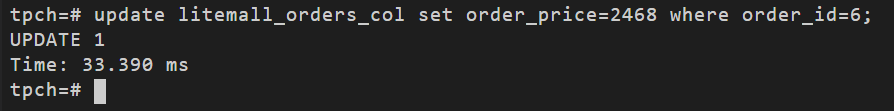 tpch=# update litemall_orders_col set order_price=2468 where order_id=6;
UPDATE 1
Time: 33.390 ms
tpch=#